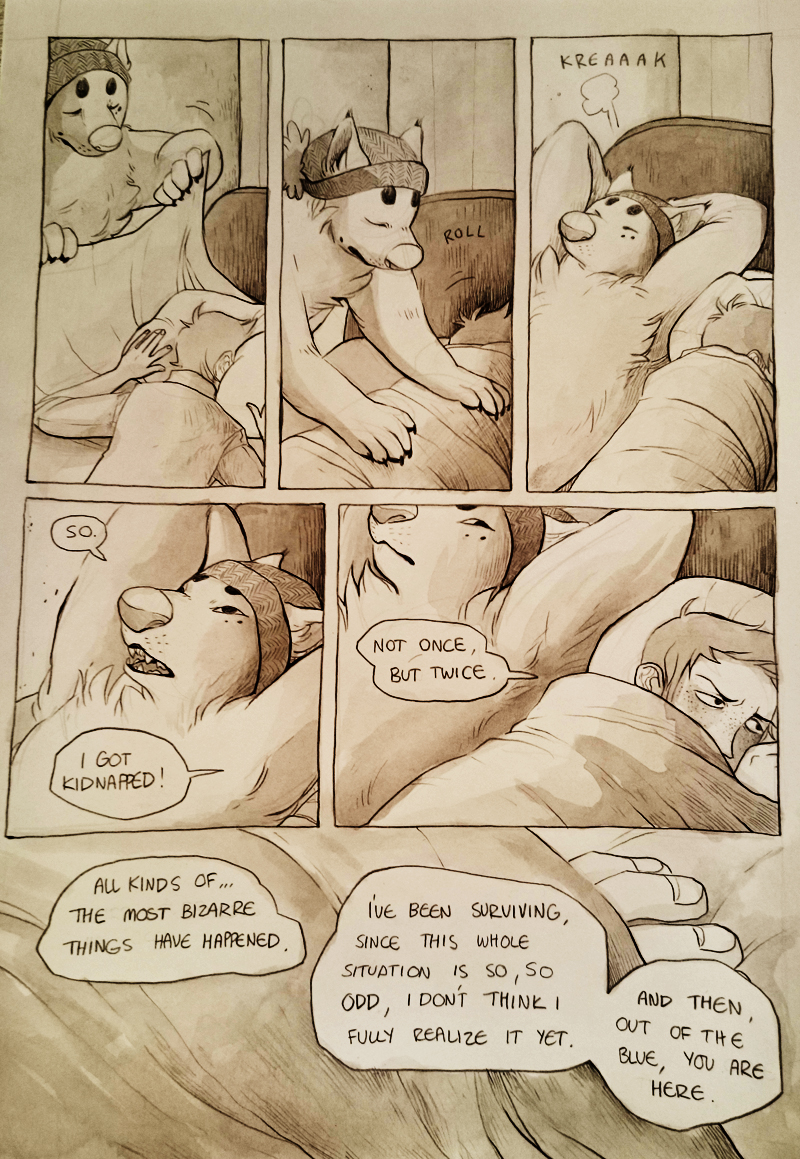 ROLL
KREAAAK
SO.
I GOT
KIDNAPPED!
NOT ONCE,
BUT TWICE.
ALL KINDS OF...
THE MOST BIZARRE
THINGS HAVE HAPPENED.
I'VE BEEN SURVIVING,
SINCE THIS WHOLE
SITUATION IS SO, SO
ODD, I DON'T THINK I
FULLY REALIZE IT YET.
AND THEN,
OUT OF THE
BLUE, YOU ARE
HERE.